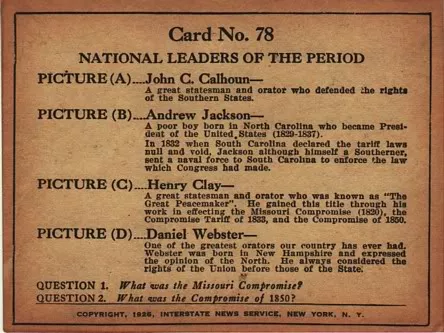 Card No. 78
NATIONAL LEADERS OF THE PERIOD
PICTURE (A)....John C. Calhoun—
A great statesman and orator who defended the rights
of the Southern States.
PICTURE (B)....Andrew Jackson—
A poor boy born in North Carolina who became Presi-
dent of the United States (1829-1837).
In 1832 when South Carolina declared the tariff laws
null and void, Jackson although himself a Southerner,
sent a naval force to South Carolina to enforce the law
which Congress had made.
PICTURE (C)....Henry Clay—
A great statesman and orator who was known as "The
Great Peacemaker". He gained this title through his
work in effecting the Missouri Compromise (1820), the
Compromise Tariff of 1833, and the Compromise of 1850.
PICTURE (D)....Daniel Webster—
One of the greatest orators our country has ever had.
Webster was born in New Hampshire and expressed
the opinion of the North. He always considered the
rights of the Union before those of the State.
QUESTION 1. What was the Missouri Compromise?
QUESTION 2. What was the Compromise of 1850?
COPYRIGHT, INTERSTATE NEWS SERVICE, NEW YORK, N. Y.